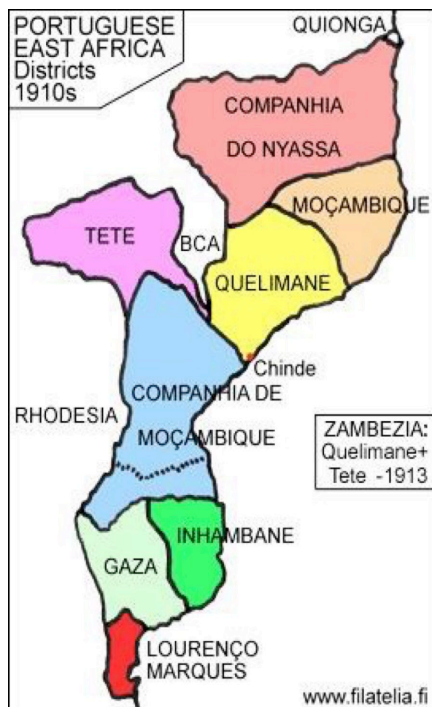 PORTUGUESE
EAST AFRICA
Districts
1910s
QUIONGA
COMPANHIA
DO NYASSA
MOÇAMBIQUE
TETE
BCA
QUELIMANE
Chinde
COMPANHIA DE
MOÇAMBIQUE
RHODESIA
ZAMBEZIA:
Quelimane+
Tete -1913
INHAMBANE
GAZA
LOURENÇO
MARQUES
www.filatelia.fi